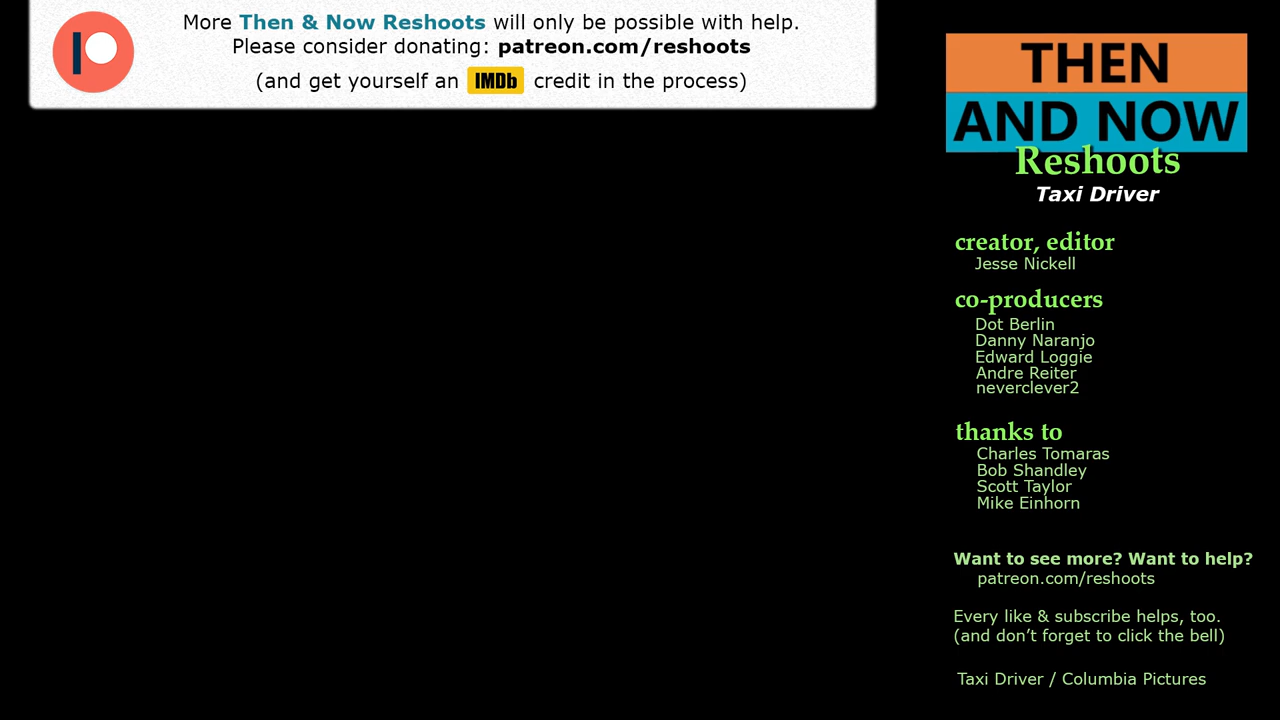 More Then & Now Reshoots will only be possible with help.
Please consider donating: patreon.com/reshoots
(and get yourself an IMDb credit in the process)
THEN
AND NOW
Reshoots
Taxi Driver
creator, editor
Jesse Nickell
co-producers
Dot Berlin
Danny Naranjo
Edward Loggie
Andre Reiter
neverclever2
thanks to
Charles Tomaras
Bob Shandley
Scott Taylor
Mike Einhorn
Want to see more? Want to help?
patreon.com/reshoots
Every like & subscribe helps, too.
(and don’t forget to click the bell)
Taxi Driver / Columbia Pictures